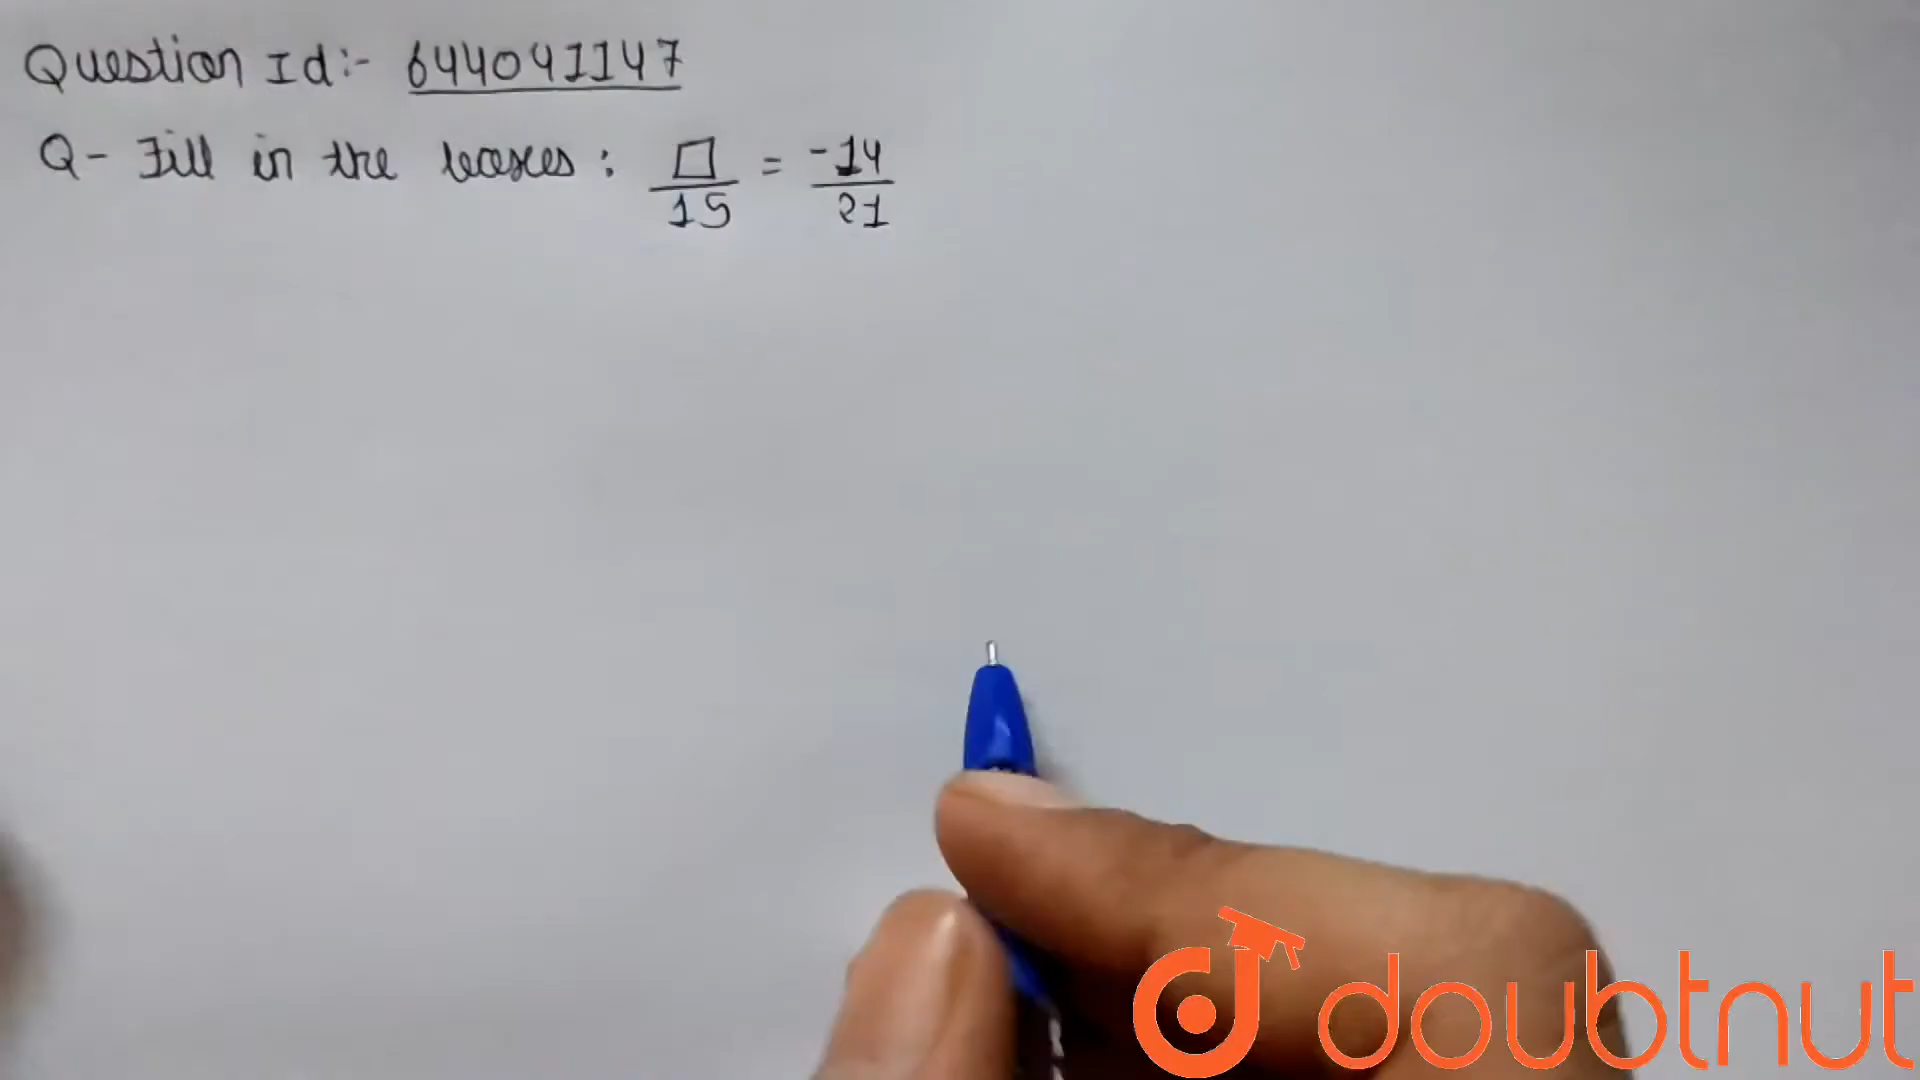 Question Id:- 644041147
Q- Fill in the boxes: □/15 = -14/21
doubtnut